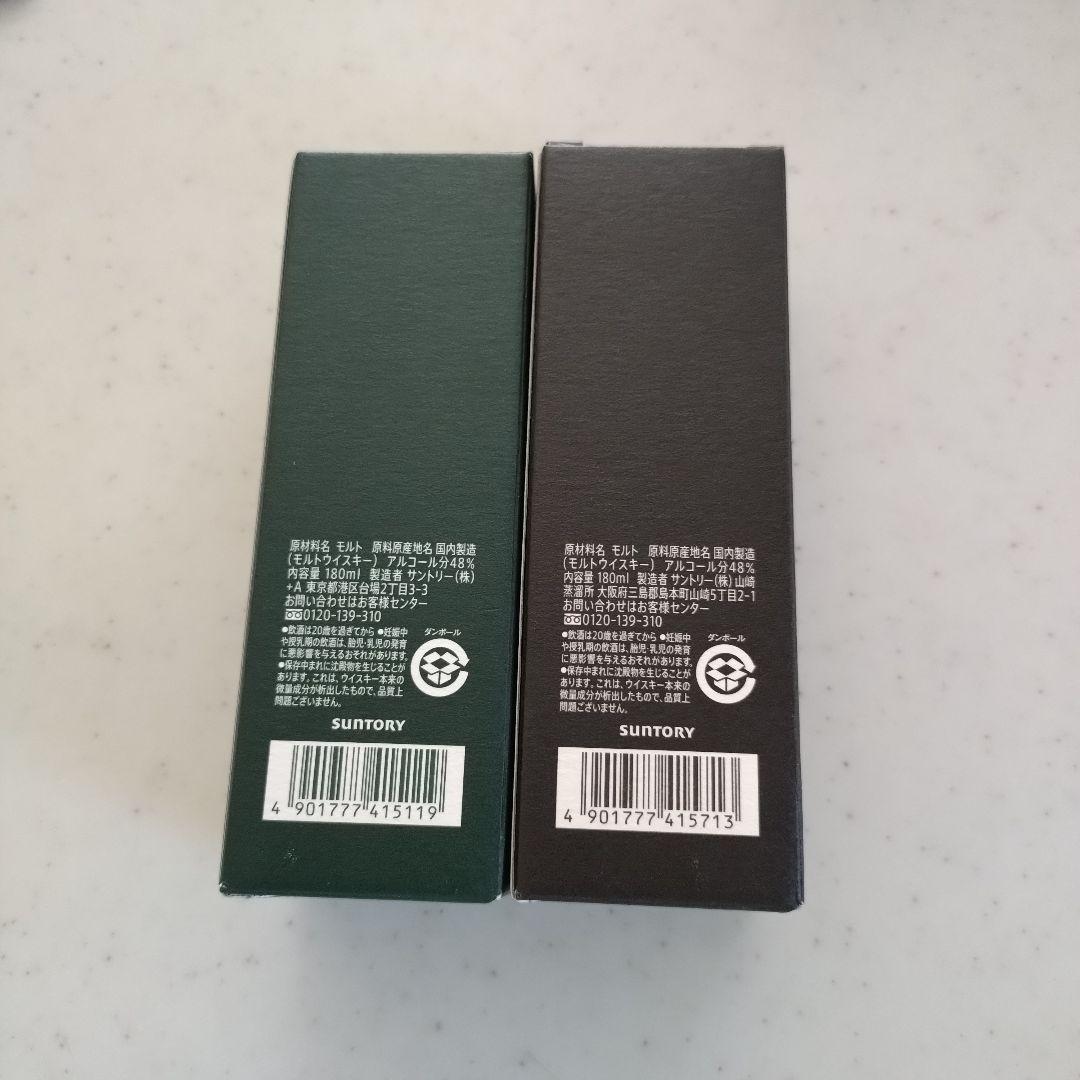 原材料名 モルト 原料原産地名 国内製造
(モルトウイスキー) アルコール分48%
内容量 180ml 製造者 サントリー(株)
+A 東京都港区台場2丁目3-3
お問い合わせはお客様センター
0120-139-310
●飲酒は20歳を過ぎてから ●妊娠中
や授乳期の飲酒は、胎児・乳児の発育
に悪影響を与えるおそれがあります。
●保存中まれに沈殿物を生じることが
あります。これは、ウイスキー本来の
微量成分が析出したもので、品質上
問題ございません。
ダンボール
SUNTORY
4 901777 415119
原材料名 モルト 原料原産地名 国内製造
(モルトウイスキー) アルコール分48%
内容量 180ml 製造者 サントリー(株) 山崎
蒸溜所 大阪府三島郡島本町山崎5丁目2-1
お問い合わせはお客様センター
0120-139-310
●飲酒は20歳を過ぎてから ●妊娠中
や授乳期の飲酒は、胎児・乳児の発育
に悪影響を与えるおそれがあります。
●保存中まれに沈殿物を生じることが
あります。これは、ウイスキー本来の
微量成分が析出したもので、品質上
問題ございません。
ダンボール
SUNTORY
4 901777 415713